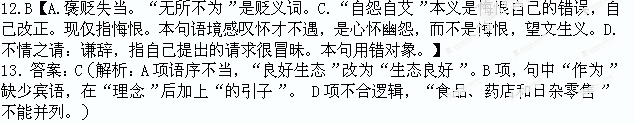 12.B【A.褒贬失当。“无所不为”是贬义词。C.“自怨自艾”本义是悔恨自己的错误，自
己改正。现仅指悔恨。本句语境感叹怀才不遇，是心怀幽怨，而不是悔恨，望文生义。D.
不情之请：谦辞，指自己提出的请求很冒昧。本句用错对象。】
13. 答案：C（解析：A 项语序不当，“良好生态”改为“生态良好”。B 项，句中“作为”
缺少宾语，在“理念”后加上“的引子”。 D 项不合逻辑，“食品、药店和日杂零售”
不能并列。）